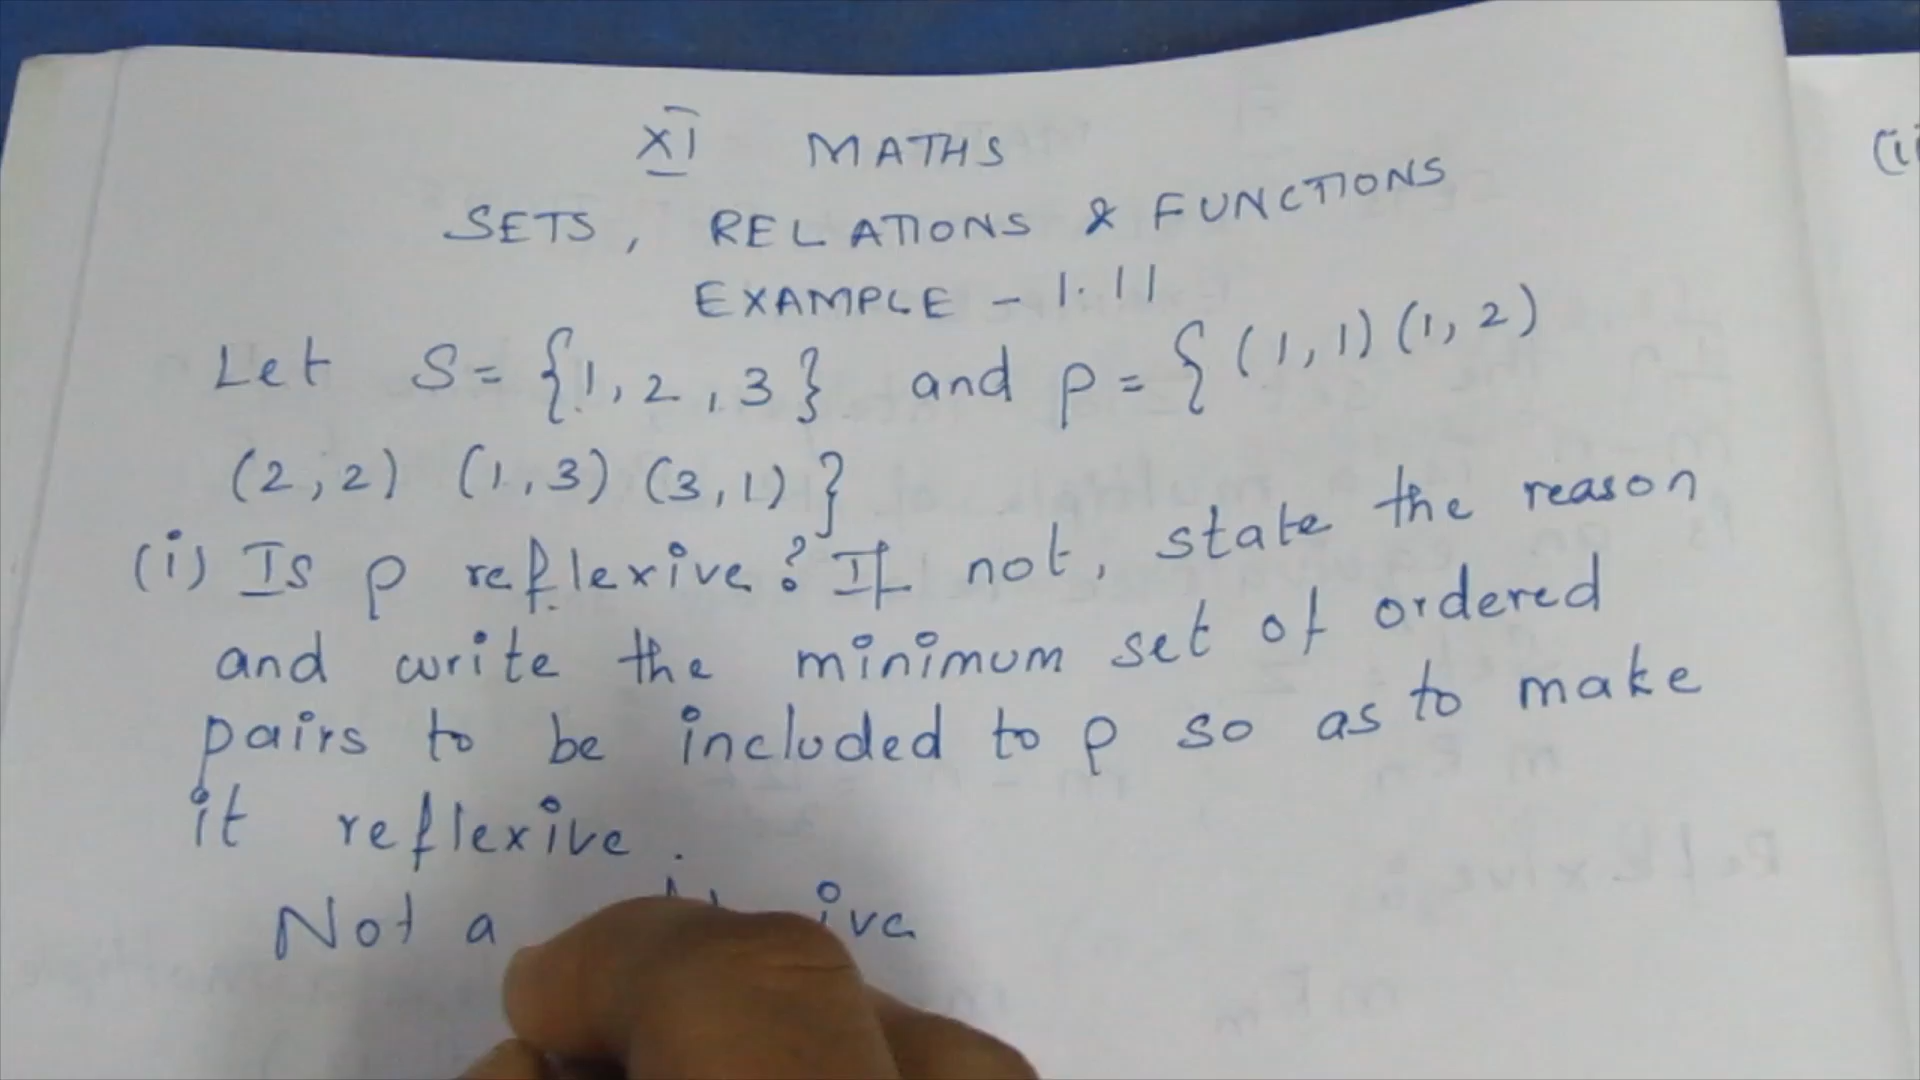 XI MATHS
SETS, RELATIONS & FUNCTIONS
EXAMPLE - 1.11
Let S = {1, 2, 3} and ρ = {(1, 1) (1, 2)
(2, 2) (1, 3) (3, 1)}
(i) Is ρ reflexive? If not, state the reason
and write the minimum set of ordered
pairs to be included to ρ so as to make
it reflexive.
Not a